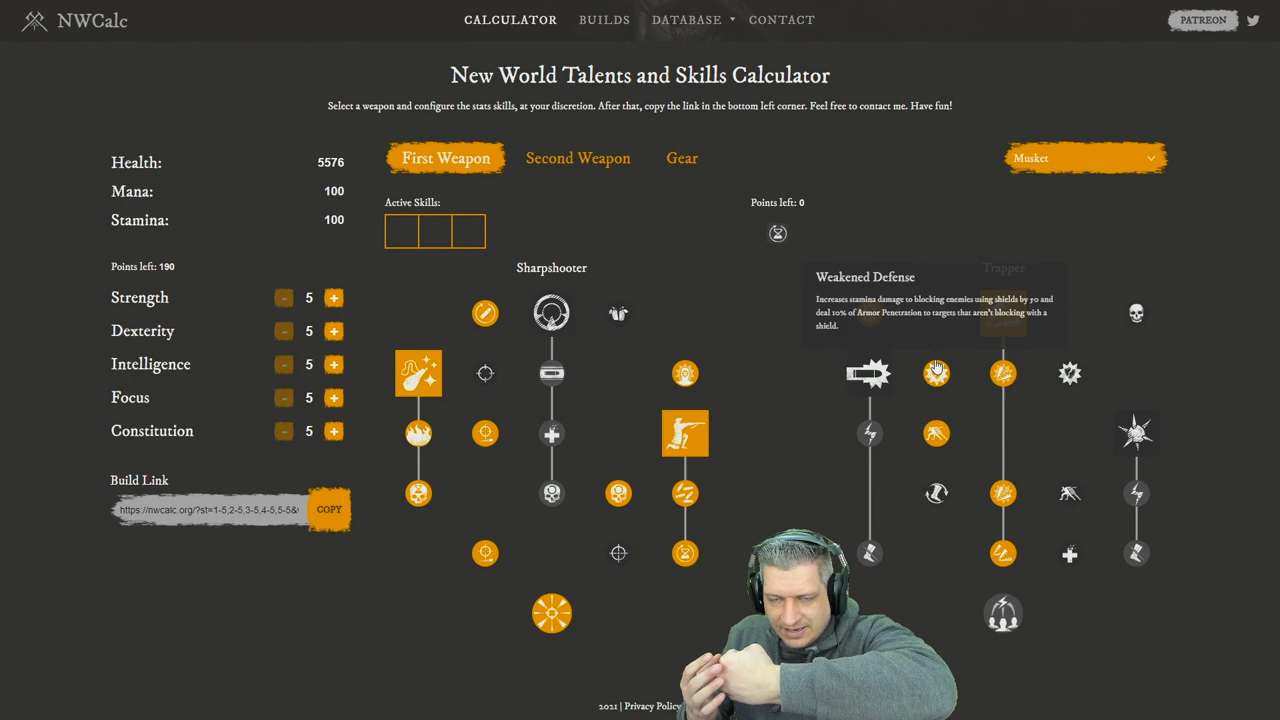 NWCalc
CALCULATOR
BUILDS
DATABASE
CONTACT
PATREON
New World Talents and Skills Calculator
Select a weapon and configure the stats skills, at your discretion. After that, copy the link in the bottom left corner. Feel free to contact me. Have fun!
Health: 5576
Mana: 100
Stamina: 100
Points left: 190
Strength - 5 +
Dexterity - 5 +
Intelligence - 5 +
Focus - 5 +
Constitution - 5 +
Build Link
https://nwcalc.org/?st=1-5,2-5,3-5,4-5,5-5&
COPY
First Weapon
Second Weapon
Gear
Musket
Active Skills:
Points left: 0
Sharpshooter
Trapper
Weakened Defense
Increases stamina damage to blocking enemies using shields by 30 and
deal 10% of Armor Penetration to targets that aren't blocking with a
shield.
2021 | Privacy Policy